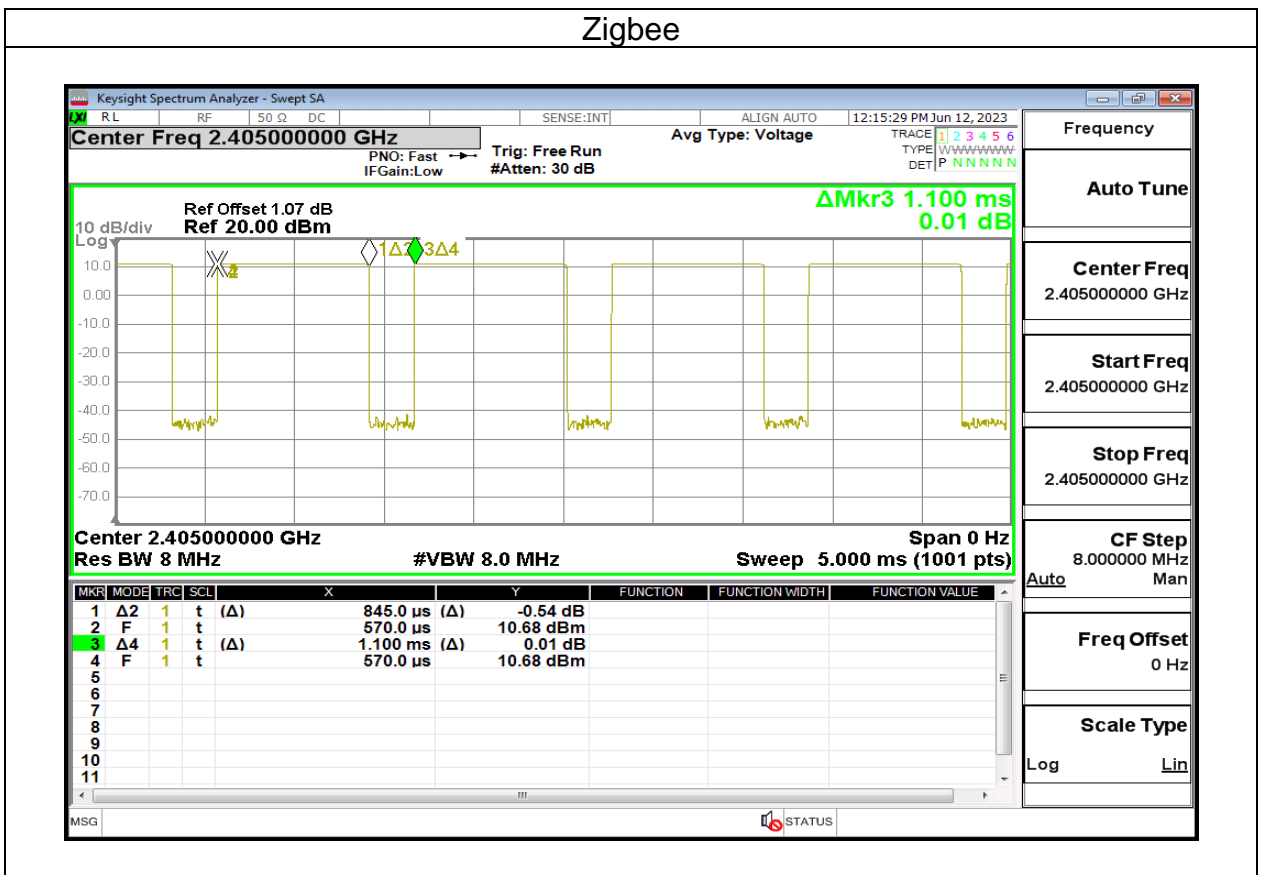 Zigbee
Keysight Spectrum Analyzer - Swept SA
LXI RL RF 50 Ω DC SENSE:INT ALIGN AUTO 12:15:29 PM Jun 12, 2023
Center Freq 2.405000000 GHz
PNO: Fast
IFGain:Low
Trig: Free Run
#Atten: 30 dB
Avg Type: Voltage
TRACE 1 2 3 4 5 6
TYPE WWWWWW
DET P N N N N N
ΔMkr3 1.100 ms
0.01 dB
Ref Offset 1.07 dB
10 dB/div Ref 20.00 dBm
Log
1Δ2 3Δ4
10.0
0.00
-10.0
-20.0
-30.0
-40.0
-50.0
-60.0
-70.0
Center 2.405000000 GHz Span 0 Hz
Res BW 8 MHz #VBW 8.0 MHz Sweep 5.000 ms (1001 pts)
MKR MODE TRC SCL X Y FUNCTION FUNCTION WIDTH FUNCTION VALUE
1 Δ2 1 t (Δ) 845.0 µs (Δ) -0.54 dB
2 F 1 t 570.0 µs 10.68 dBm
3 Δ4 1 t (Δ) 1.100 ms (Δ) 0.01 dB
4 F 1 t 570.0 µs 10.68 dBm
5
6
7
8
9
10
11
MSG STATUS
Frequency
Auto Tune
Center Freq
2.405000000 GHz
Start Freq
2.405000000 GHz
Stop Freq
2.405000000 GHz
CF Step
8.000000 MHz
Auto Man
Freq Offset
0 Hz
Scale Type
Log Lin